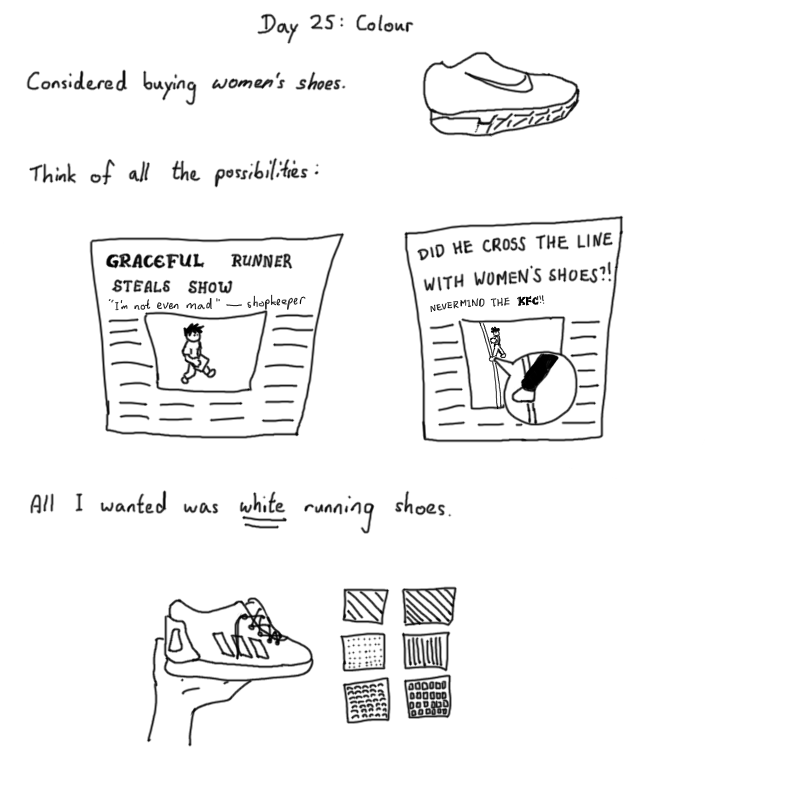 Day 25: Colour
Considered buying women's shoes.
Think of all the possibilities:
GRACEFUL RUNNER
STEALS SHOW
"I'm not even mad" — shopkeeper
DID HE CROSS THE LINE
WITH WOMEN'S SHOES?!
NEVERMIND THE KFC!!
All I wanted was white running shoes.